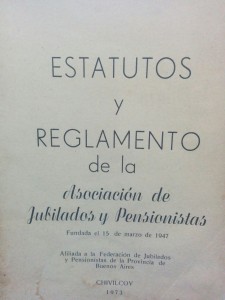 ESTATUTOS
y
REGLAMENTO
de la
Asociación de
Jubilados y Pensionistas
Fundada el 15 de marzo de 1947
Afiliada a la Federación de Jubilados
y Pensionistas de la Provincia de
Buenos Aires
CHIVILCOY
1973